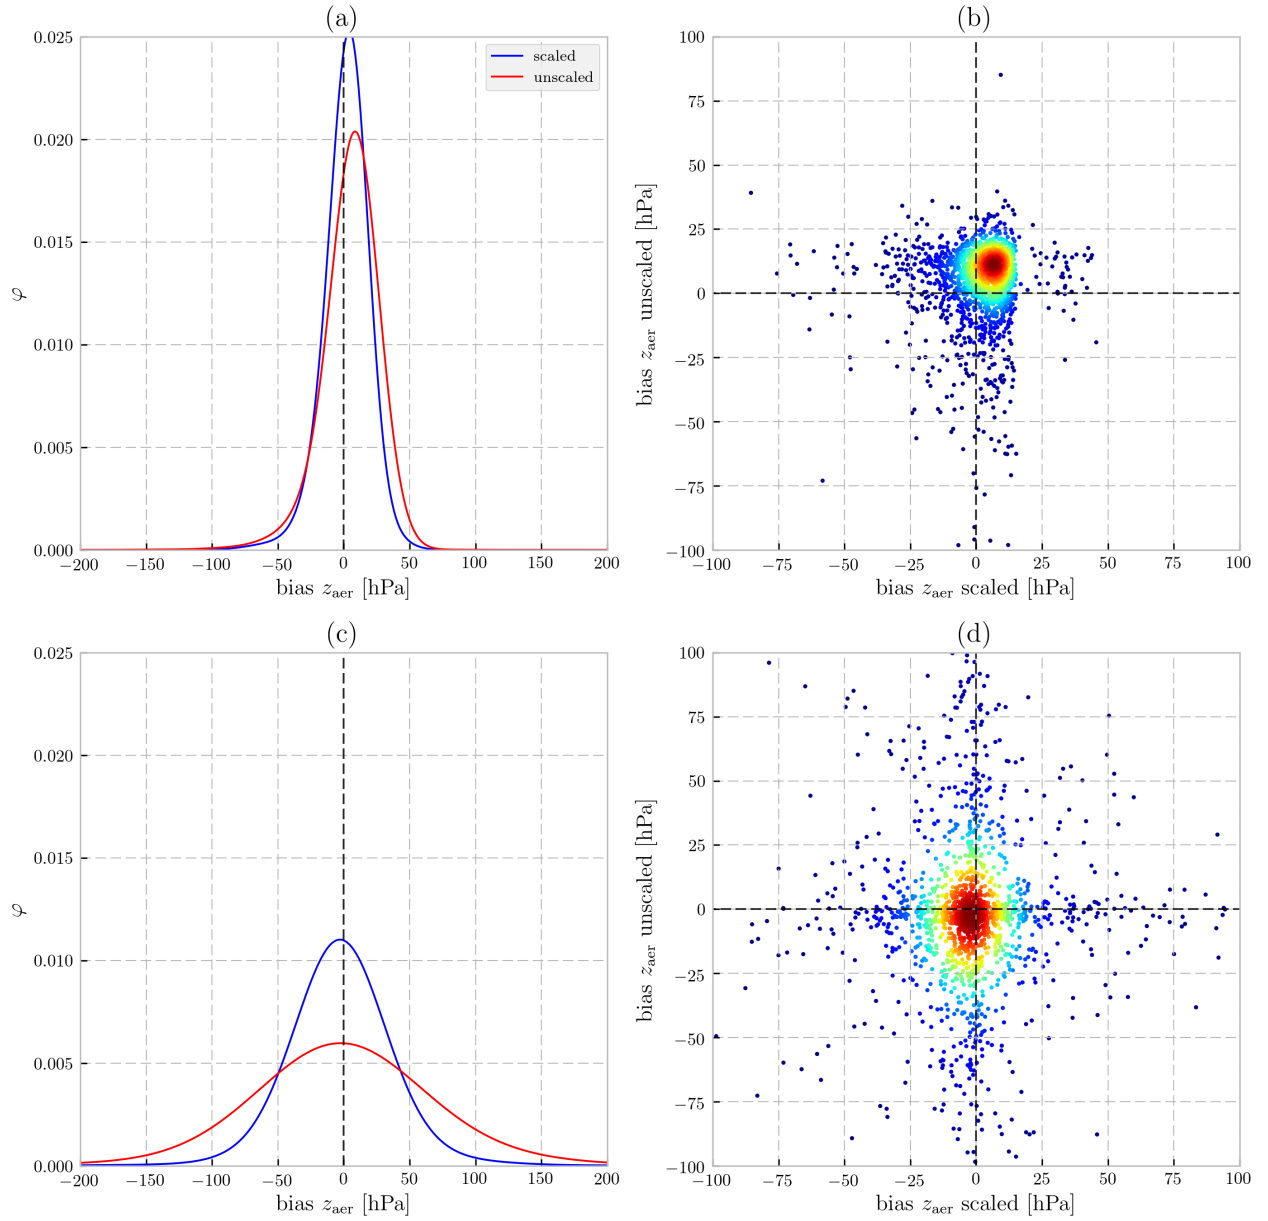 (a)
0.025
0.020
0.015
0.010
0.005
0.000
φ
scaled
unscaled
−200 −150 −100 −50 0 50 100 150 200
bias z_aer [hPa]
(b)
100
75
50
25
0
−25
−50
−75
−100
bias z_aer unscaled [hPa]
−100 −75 −50 −25 0 25 50 75 100
bias z_aer scaled [hPa]
(c)
0.025
0.020
0.015
0.010
0.005
0.000
φ
−200 −150 −100 −50 0 50 100 150 200
bias z_aer [hPa]
(d)
100
75
50
25
0
−25
−50
−75
−100
bias z_aer unscaled [hPa]
−100 −75 −50 −25 0 25 50 75 100
bias z_aer scaled [hPa]